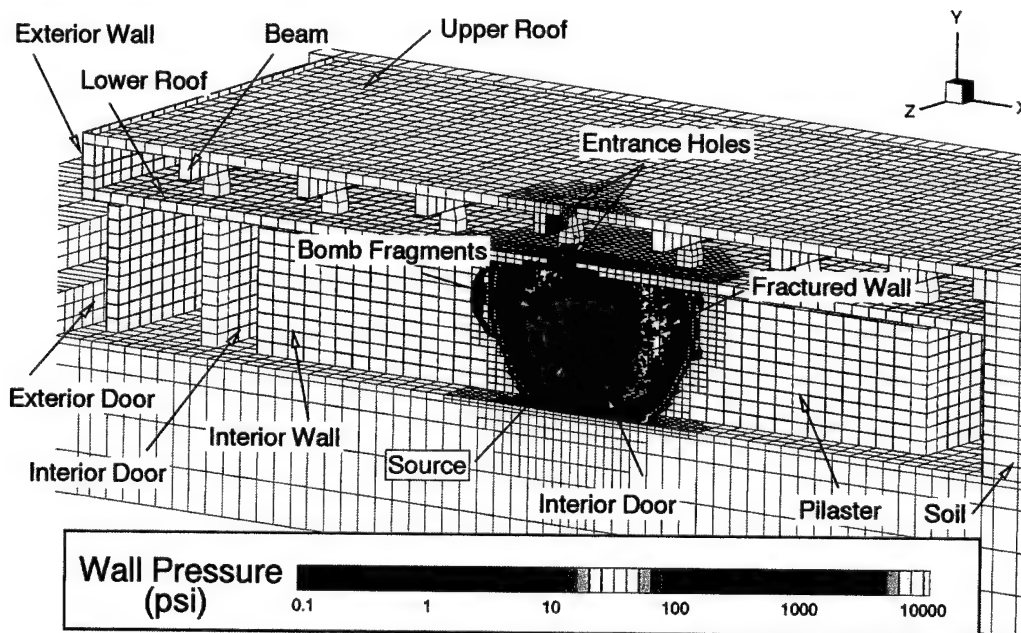 Exterior Wall
Beam
Upper Roof
Lower Roof
Y
Z
X
Entrance Holes
Bomb Fragments
Fractured Wall
Exterior Door
Interior Wall
Interior Door
Source
Interior Door
Pilaster
Soil
Wall Pressure
(psi)
0.1 1 10 100 1000 10000